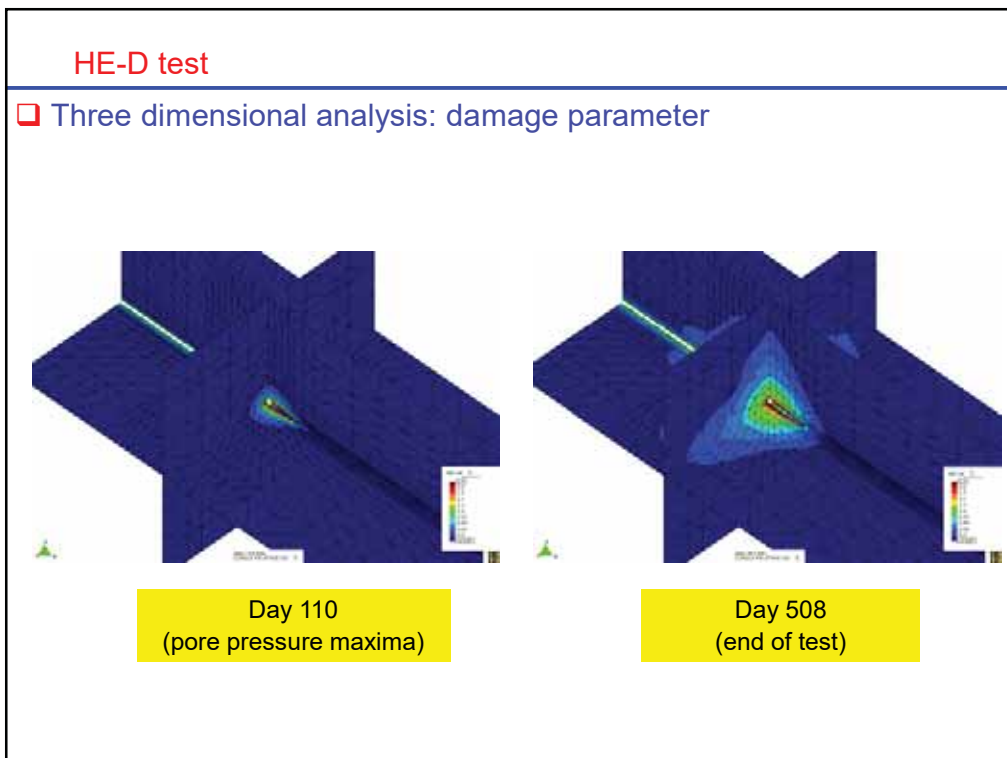 HE-D test
Three dimensional analysis: damage parameter
Day 110
(pore pressure maxima)
Day 508
(end of test)